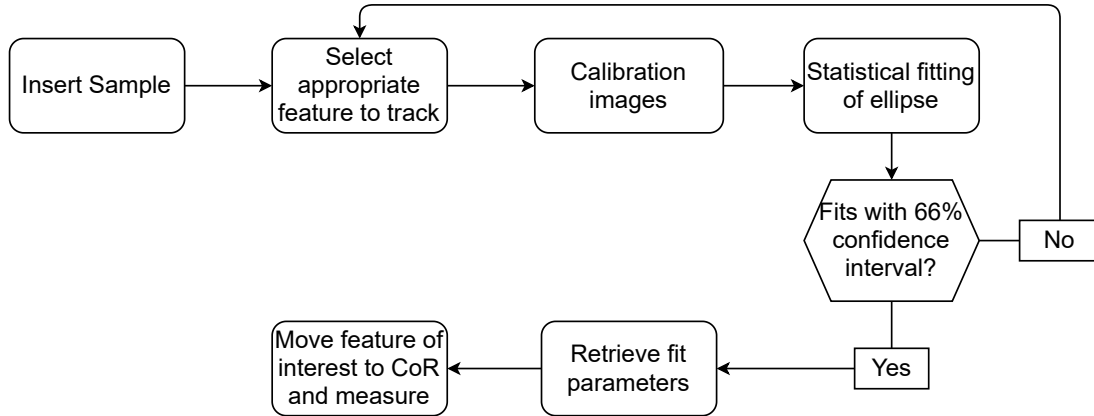 Insert Sample
Select
appropriate
feature to track
Calibration
images
Statistical fitting
of ellipse
Fits with 66%
confidence
interval?
No
Yes
Retrieve fit
parameters
Move feature of
interest to CoR
and measure